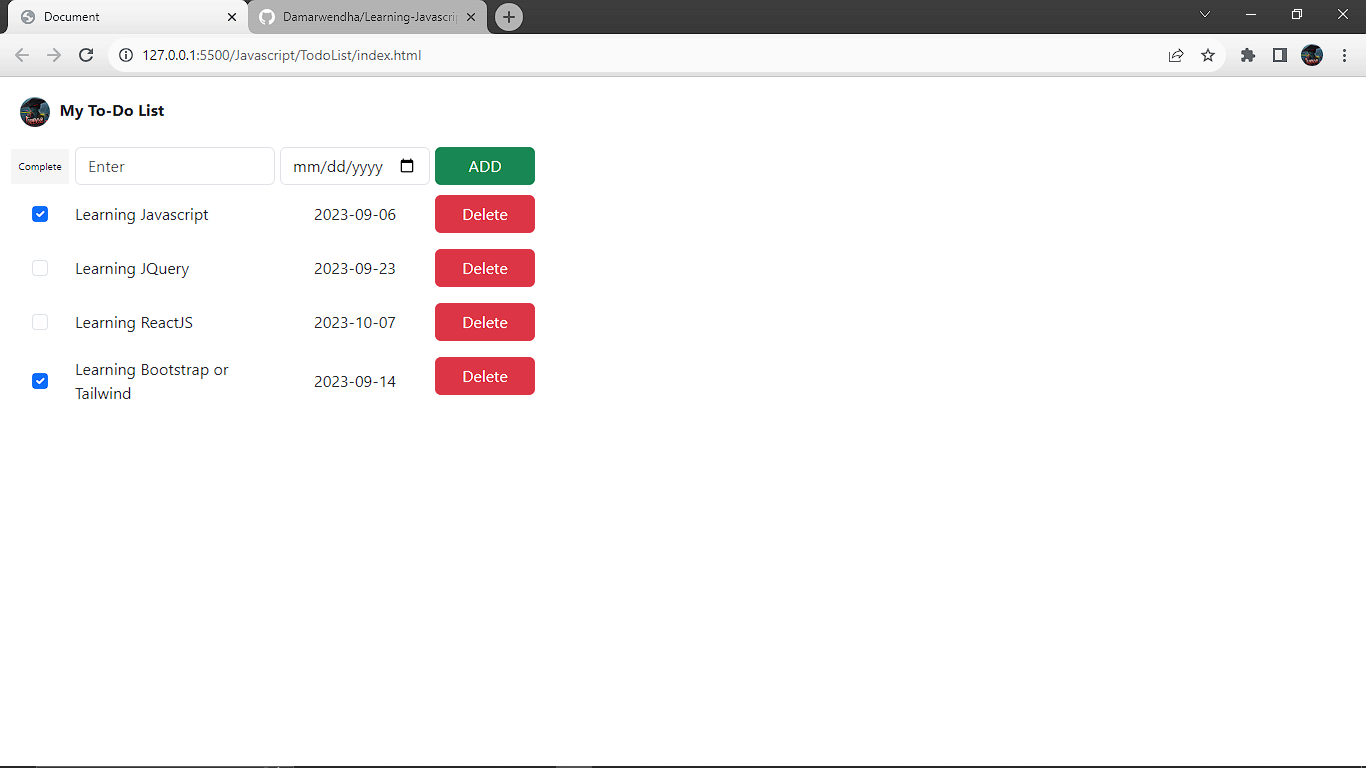 Document
Damarwendha/Learning-Javascri
127.0.0.1:5500/Javascript/TodoList/index.html
My To-Do List
Complete Enter mm/dd/yyyy ADD
Learning Javascript 2023-09-06 Delete
Learning JQuery 2023-09-23 Delete
Learning ReactJS 2023-10-07 Delete
Learning Bootstrap or
Tailwind 2023-09-14 Delete